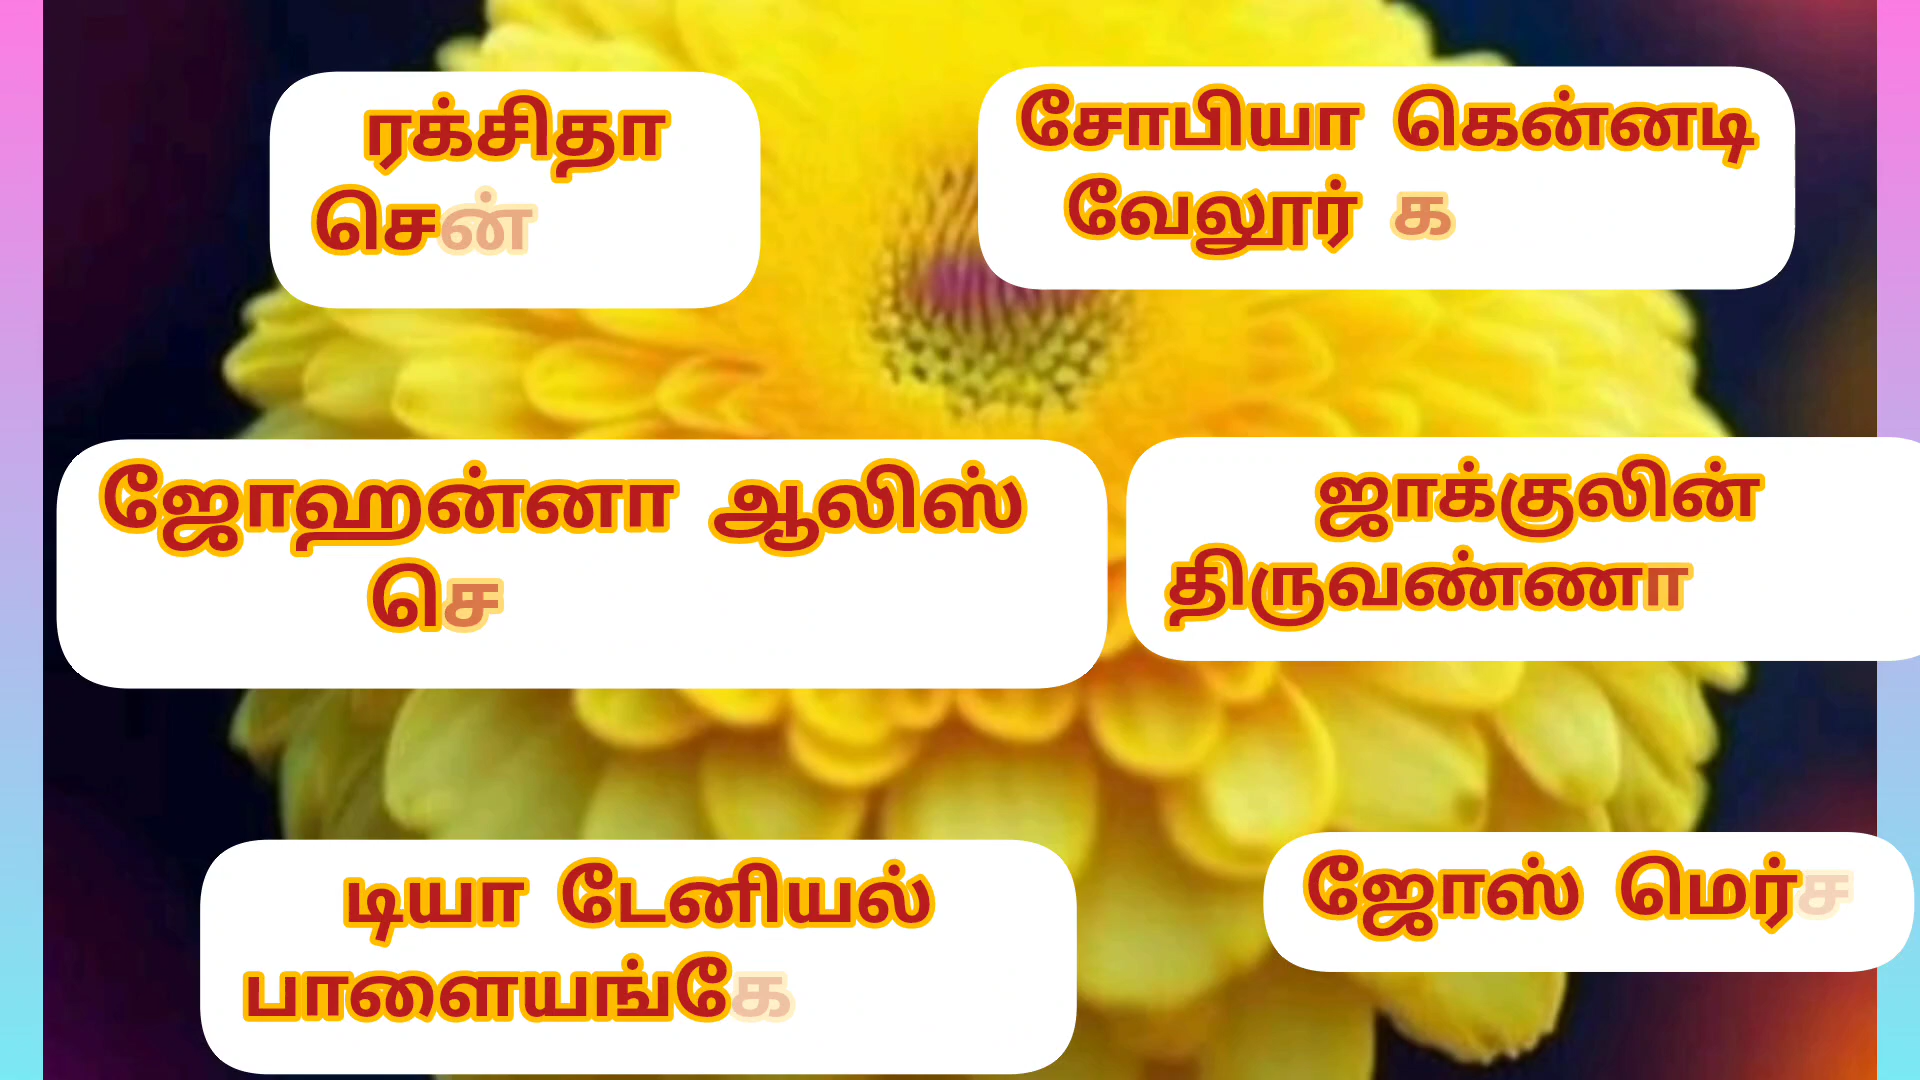 ரக்சிதா
சென்
சோபியா கென்னடி
வேலூர் க
ஜோஹன்னா ஆலிஸ்
செ
ஜாக்குலின்
திருவண்ணா
டியா டேனியல்
பாளையங்கே
ஜோஸ் மெர்ச